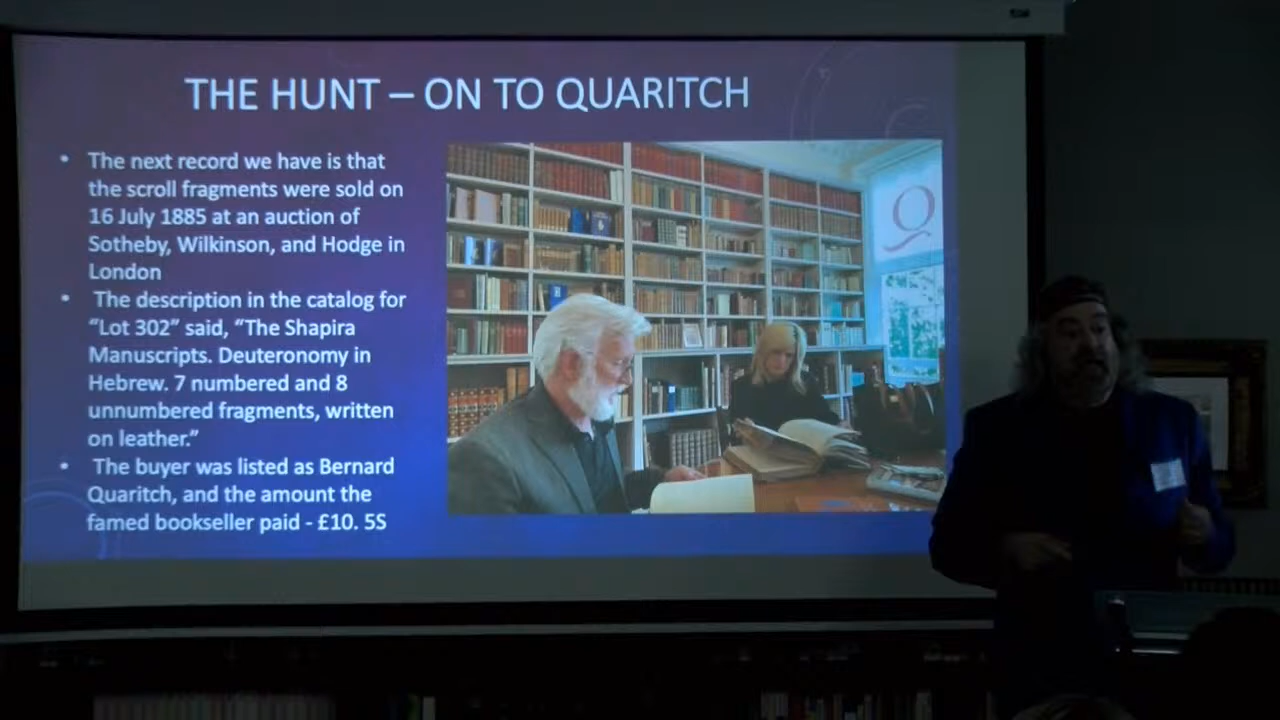 THE HUNT – ON TO QUARITCH
• The next record we have is that
the scroll fragments were sold on
16 July 1885 at an auction of
Sotheby, Wilkinson, and Hodge in
London
• The description in the catalog for
“Lot 302” said, “The Shapira
Manuscripts. Deuteronomy in
Hebrew. 7 numbered and 8
unnumbered fragments, written
on leather.”
• The buyer was listed as Bernard
Quaritch, and the amount the
famed bookseller paid - £10. 5S
Q